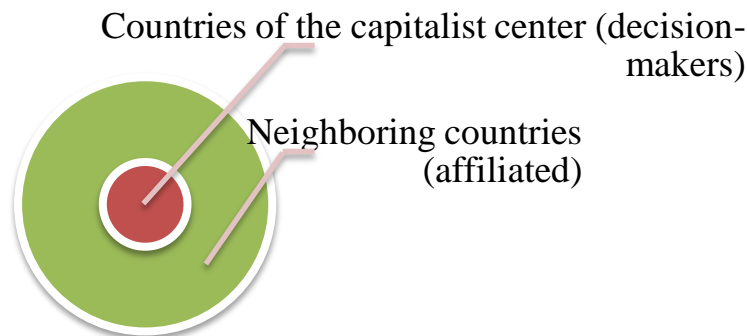 Countries of the capitalist center (decision-
makers)
Neighboring countries
(affiliated)